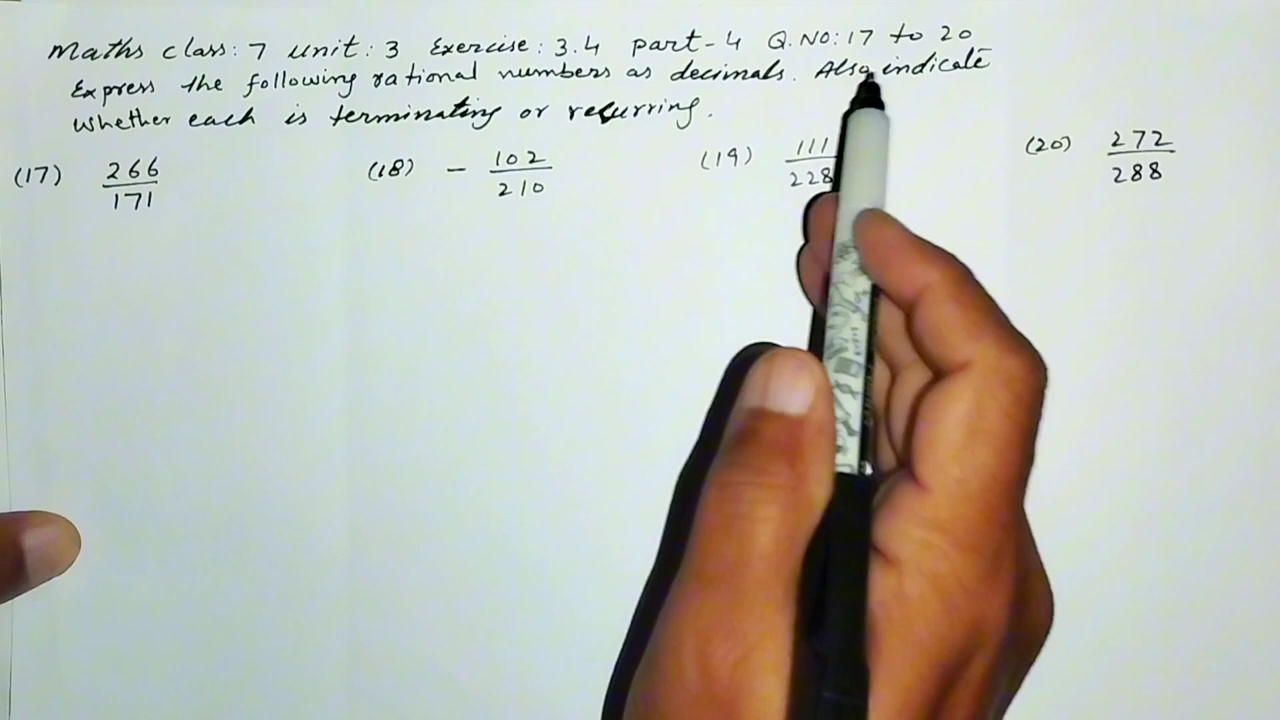 Maths class: 7 unit: 3 Exercise: 3.4 part-4 Q.NO:17 to 20
Express the following rational numbers as decimals. Also indicate
whether each is terminating or recurring.
(17) 266/171 (18) - 102/210 (19) 111/228 (20) 272/288